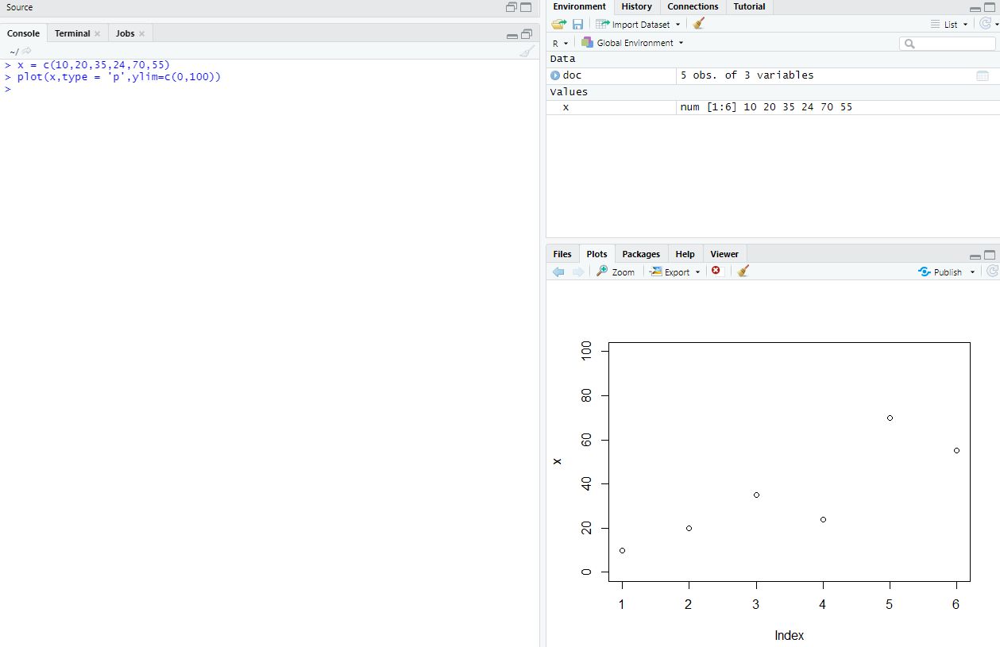 Source
Console Terminal Jobs
~/
> x = c(10,20,35,24,70,55)
> plot(x,type = 'p',ylim=c(0,100))
>
Environment History Connections Tutorial
Import Dataset List
R Global Environment
Data
doc 5 obs. of 3 variables
Values
x num [1:6] 10 20 35 24 70 55
Files Plots Packages Help Viewer
Zoom Export Publish
100
80
60
x
40
20
0
1 2 3 4 5 6
Index